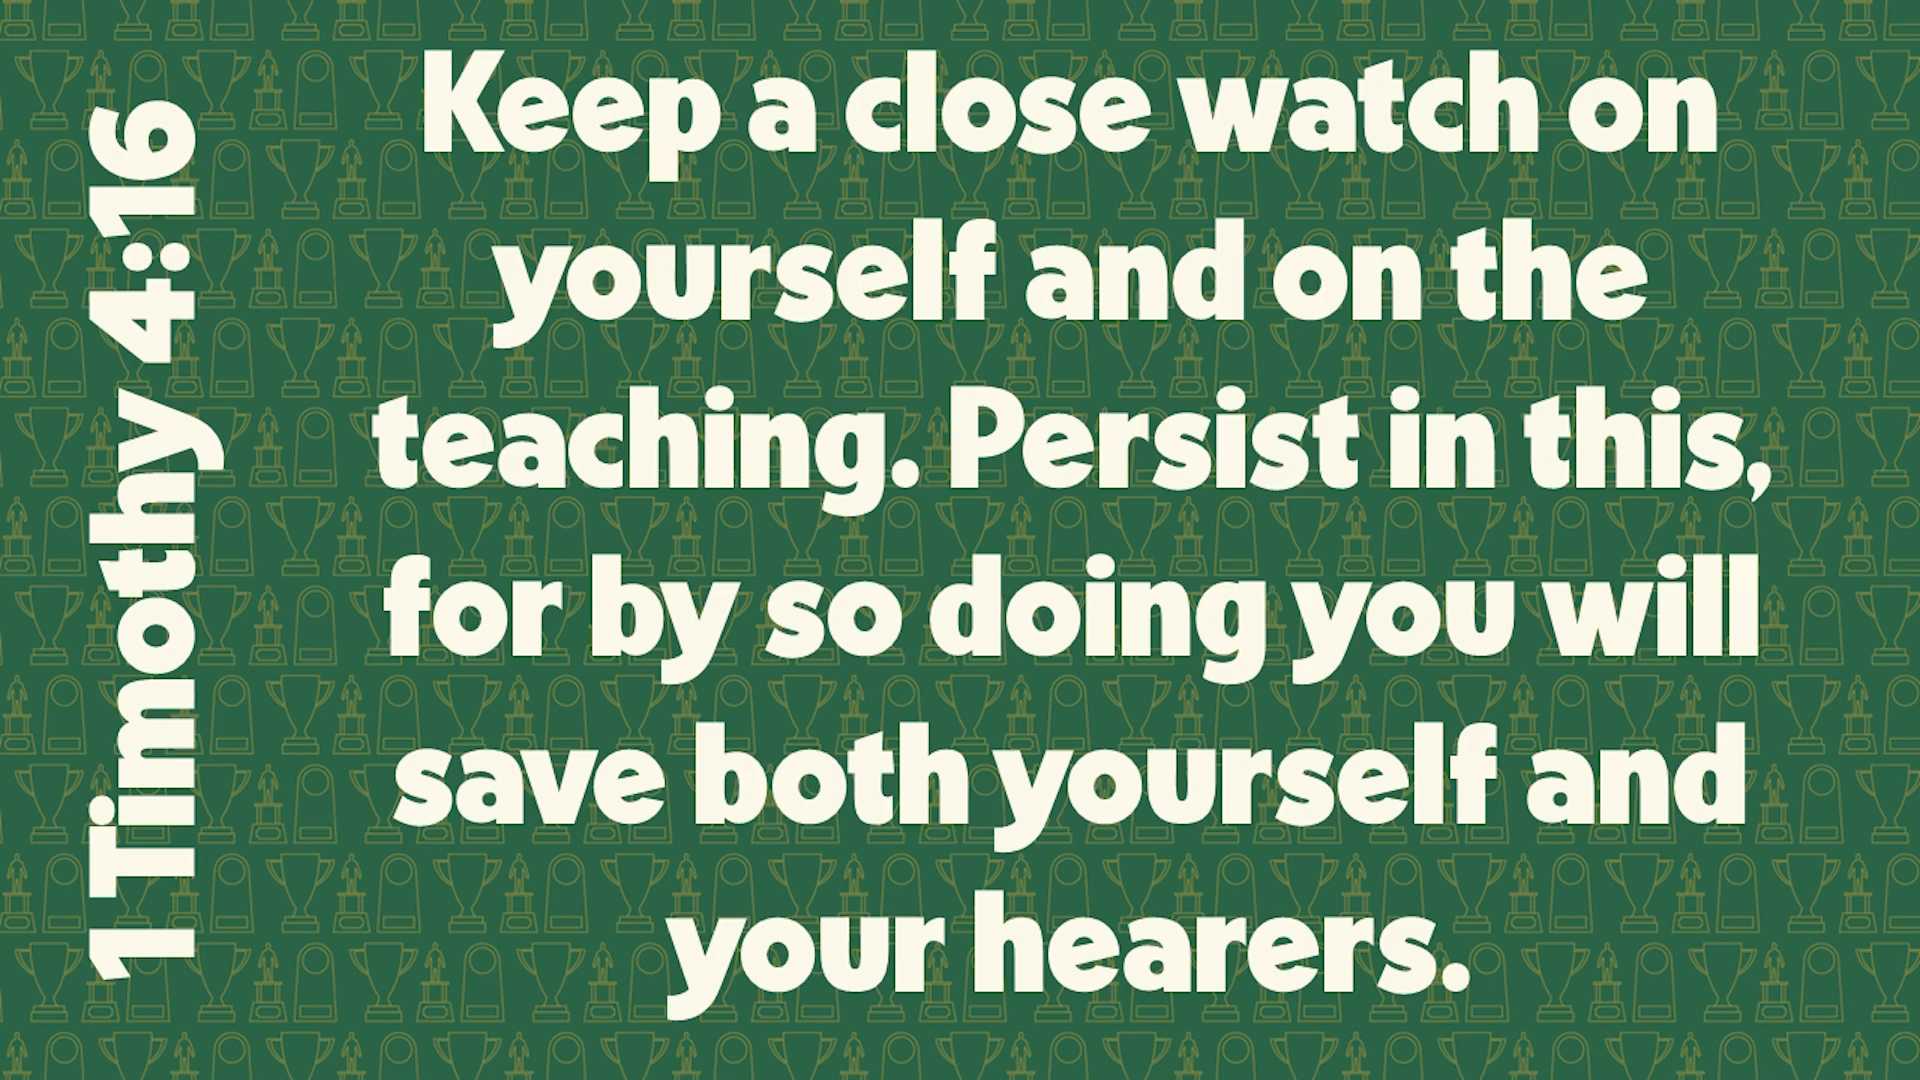 1 Timothy 4:16
Keep a close watch on
yourself and on the
teaching. Persist in this,
for by so doing you will
save both yourself and
your hearers.